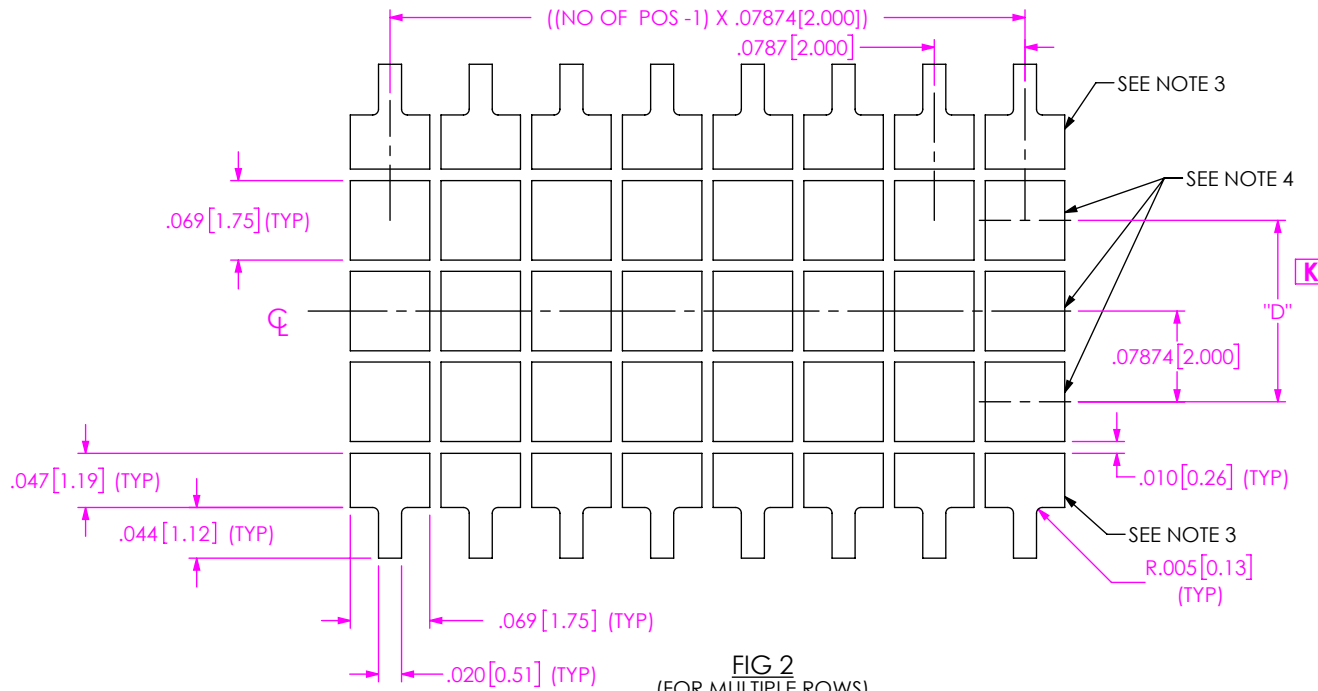 ((NO OF POS -1) X .07874[2.000])
.0787[2.000]
SEE NOTE 3
SEE NOTE 4
.069[1.75](TYP)
K
℄
"D"
.07874[2.000]
.047[1.19] (TYP)
.010[0.26] (TYP)
.044[1.12] (TYP)
SEE NOTE 3
R.005[0.13]
(TYP)
.069[1.75] (TYP)
.020[0.51] (TYP)
FIG 2
(FOR MULTIPLE ROWS)